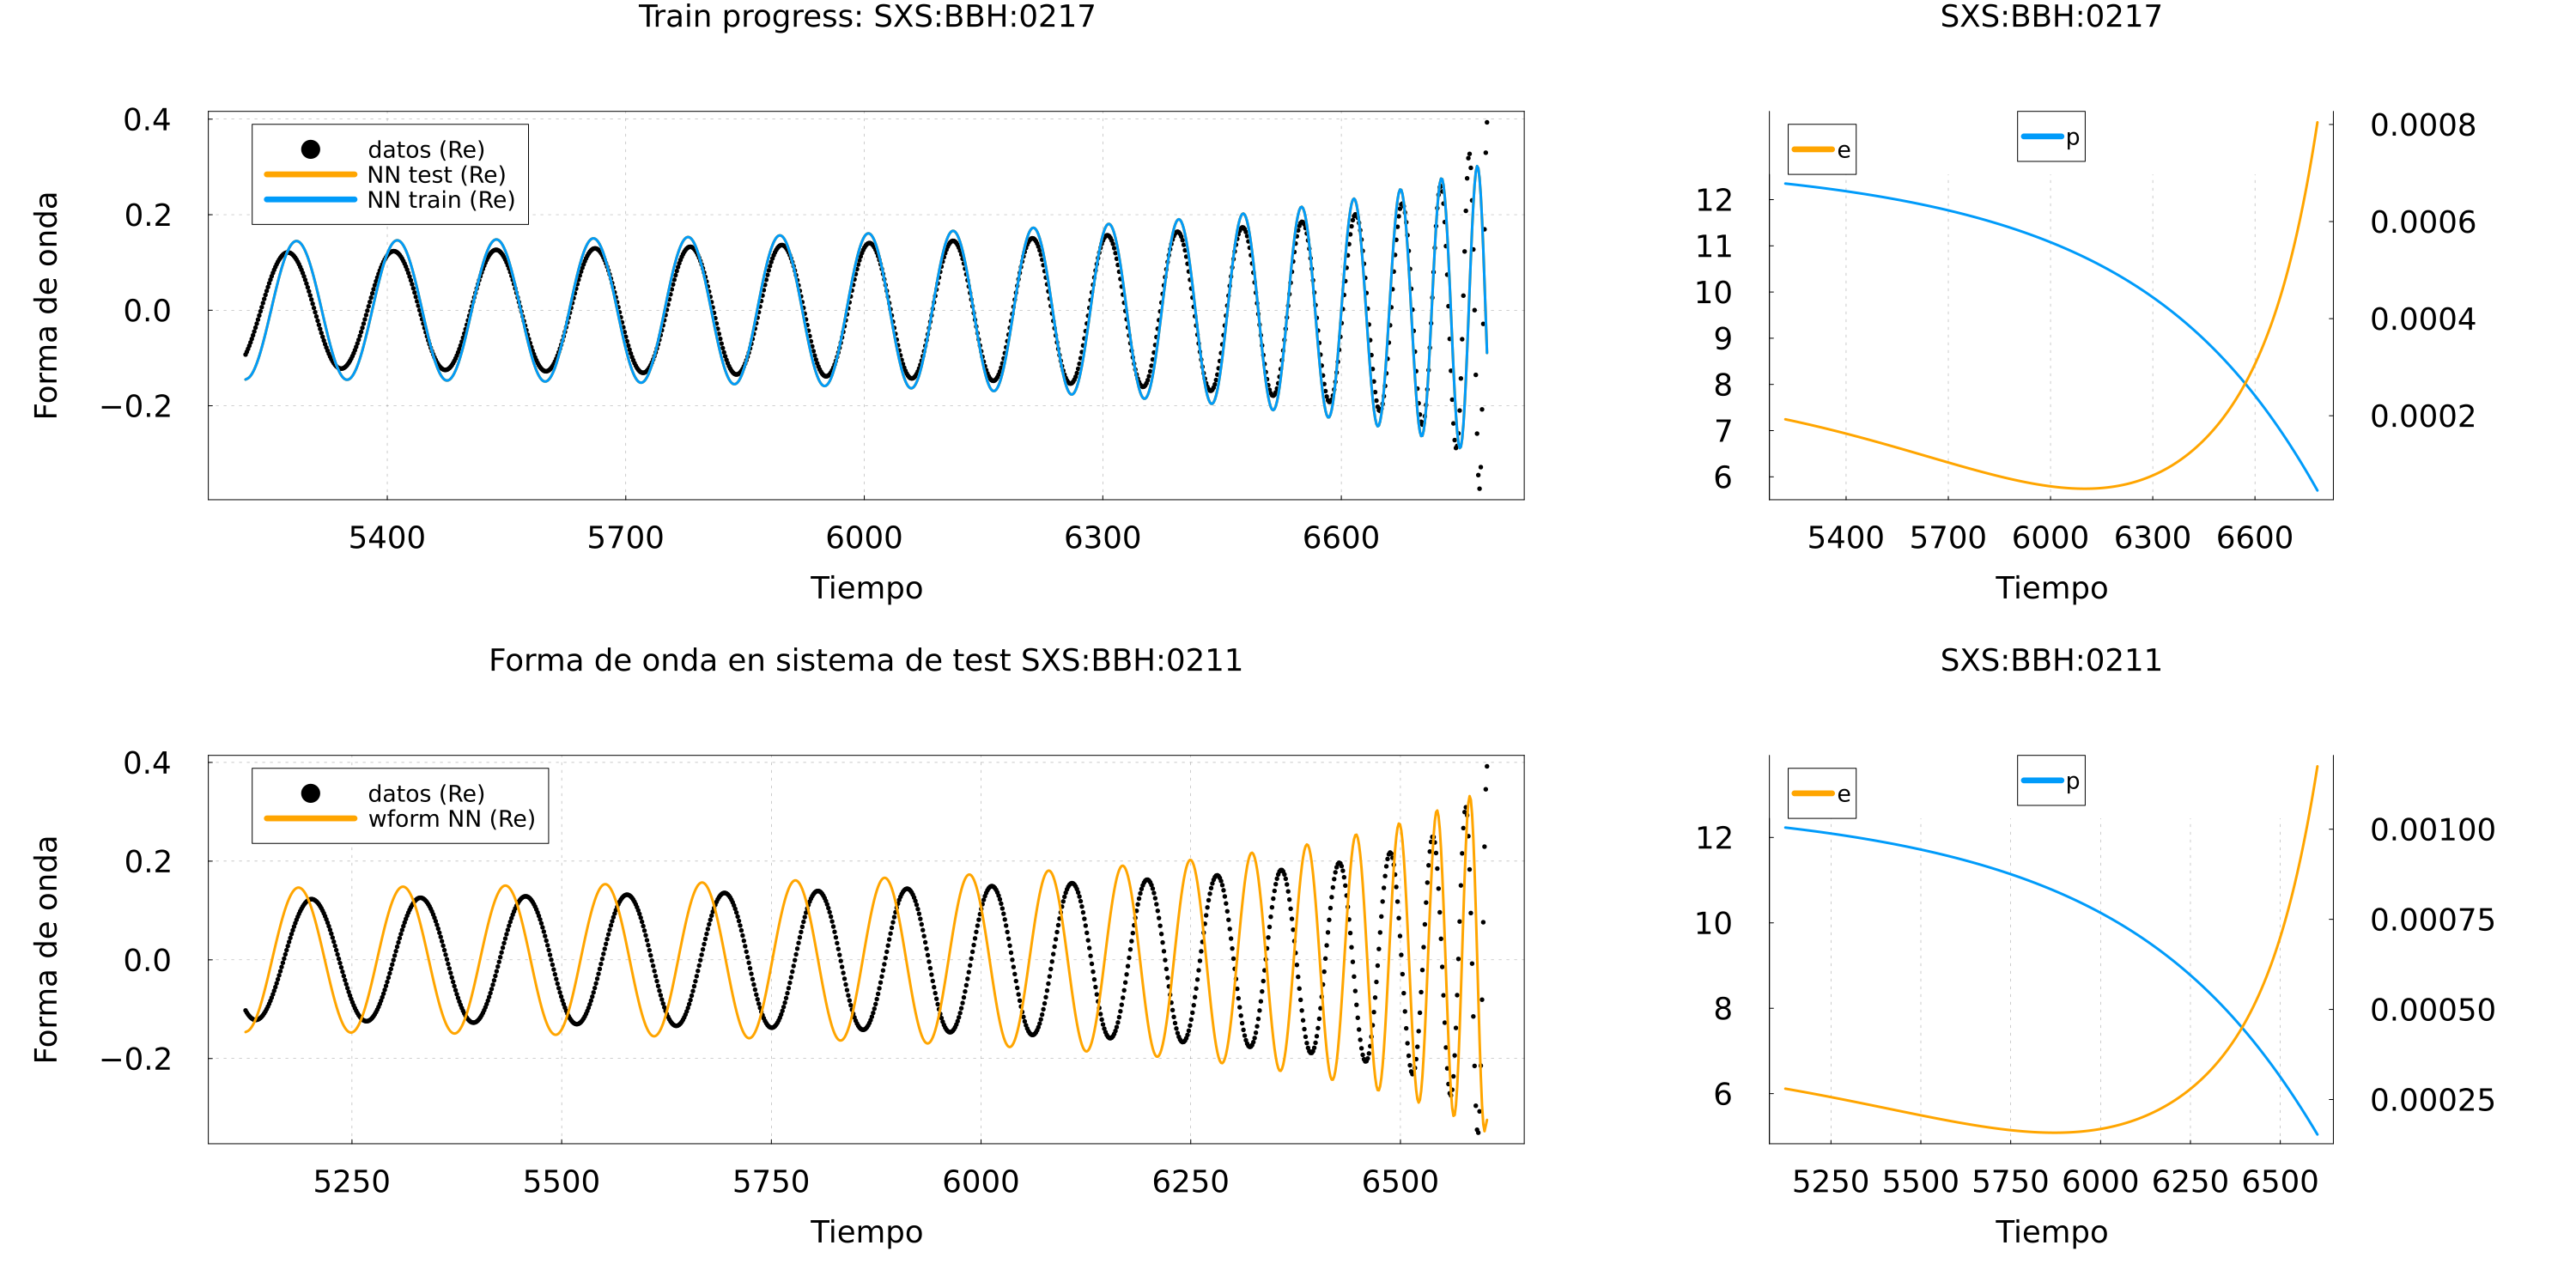 Train progress: SXS:BBH:0217
Forma de onda
0.4
0.2
0.0
−0.2
datos (Re)
NN test (Re)
NN train (Re)
5400 5700 6000 6300 6600
Tiempo
SXS:BBH:0217
e
p
12
11
10
9
8
7
6
0.0008
0.0006
0.0004
0.0002
5400 5700 6000 6300 6600
Tiempo
Forma de onda en sistema de test SXS:BBH:0211
Forma de onda
0.4
0.2
0.0
−0.2
datos (Re)
wform NN (Re)
5250 5500 5750 6000 6250 6500
Tiempo
SXS:BBH:0211
e
p
12
10
8
6
0.00100
0.00075
0.00050
0.00025
5250 5500 5750 6000 6250 6500
Tiempo